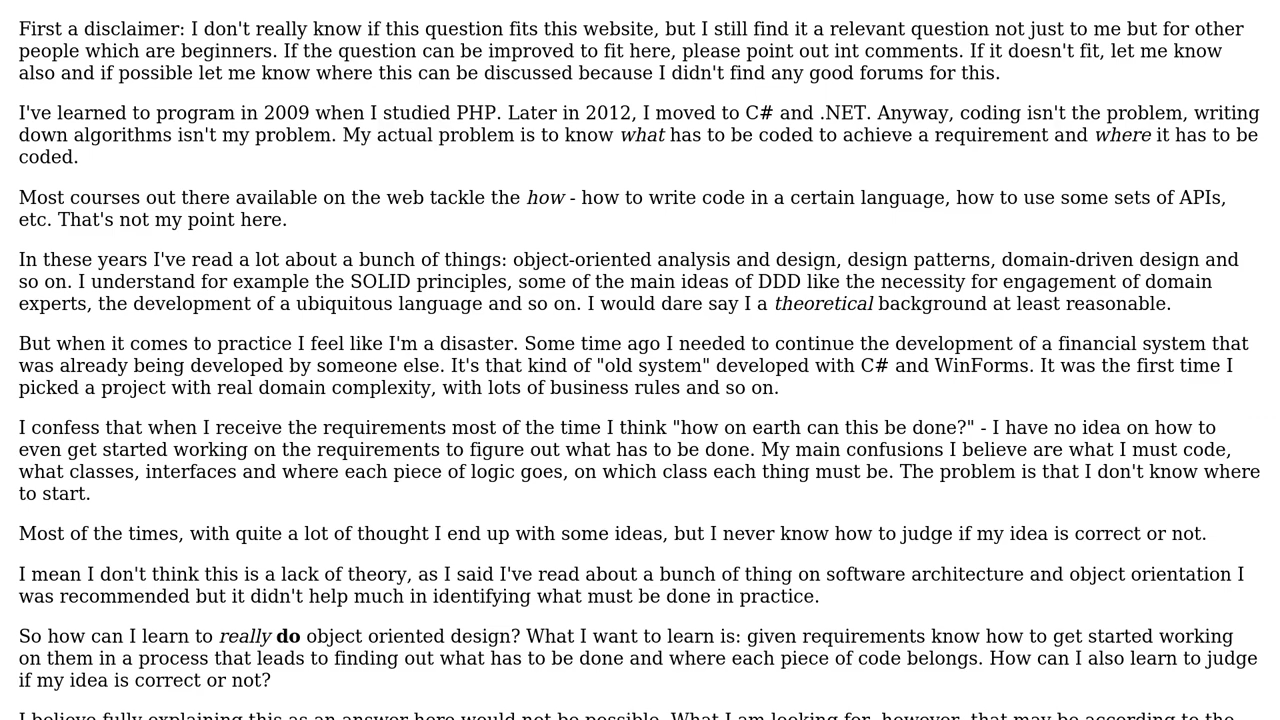 First a disclaimer: I don't really know if this question fits this website, but I still find it a relevant question not just to me but for other
people which are beginners. If the question can be improved to fit here, please point out int comments. If it doesn't fit, let me know
also and if possible let me know where this can be discussed because I didn't find any good forums for this.
I've learned to program in 2009 when I studied PHP. Later in 2012, I moved to C# and .NET. Anyway, coding isn't the problem, writing
down algorithms isn't my problem. My actual problem is to know what has to be coded to achieve a requirement and where it has to be
coded.
Most courses out there available on the web tackle the how - how to write code in a certain language, how to use some sets of APIs,
etc. That's not my point here.
In these years I've read a lot about a bunch of things: object-oriented analysis and design, design patterns, domain-driven design and
so on. I understand for example the SOLID principles, some of the main ideas of DDD like the necessity for engagement of domain
experts, the development of a ubiquitous language and so on. I would dare say I a theoretical background at least reasonable.
But when it comes to practice I feel like I'm a disaster. Some time ago I needed to continue the development of a financial system that
was already being developed by someone else. It's that kind of "old system" developed with C# and WinForms. It was the first time I
picked a project with real domain complexity, with lots of business rules and so on.
I confess that when I receive the requirements most of the time I think "how on earth can this be done?" - I have no idea on how to
even get started working on the requirements to figure out what has to be done. My main confusions I believe are what I must code,
what classes, interfaces and where each piece of logic goes, on which class each thing must be. The problem is that I don't know where
to start.
Most of the times, with quite a lot of thought I end up with some ideas, but I never know how to judge if my idea is correct or not.
I mean I don't think this is a lack of theory, as I said I've read about a bunch of thing on software architecture and object orientation I
was recommended but it didn't help much in identifying what must be done in practice.
So how can I learn to really do object oriented design? What I want to learn is: given requirements know how to get started working
on them in a process that leads to finding out what has to be done and where each piece of code belongs. How can I also learn to judge
if my idea is correct or not?
I believe fully explaining this as an answer here would not be possible. What I am looking for, however, that may be according to the